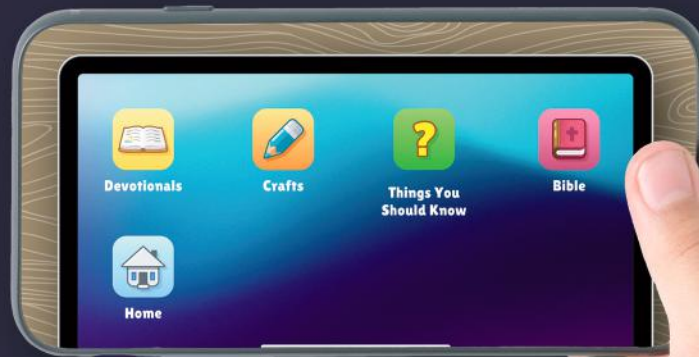 Devotionals
Crafts
Things You
Should Know
Bible
Home